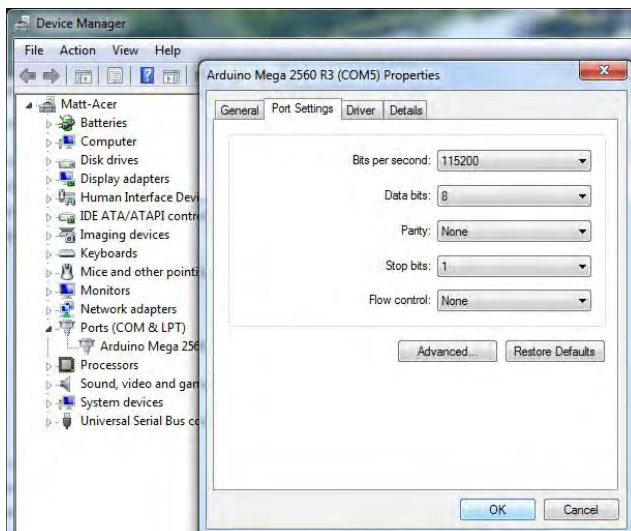 Device Manager
File Action View Help
Matt-Acer
Batteries
Computer
Disk drives
Display adapters
Human Interface Devi
IDE ATA/ATAPI contr
Imaging devices
Keyboards
Mice and other pointi
Monitors
Network adapters
Ports (COM & LPT)
Arduino Mega 256
Processors
Sound, video and gan
System devices
Universal Serial Bus co
Arduino Mega 2560 R3 (COM5) Properties
General Port Settings Driver Details
Bits per second: 115200
Data bits: 8
Parity: None
Stop bits: 1
Flow control: None
Advanced... Restore Defaults
OK Cancel